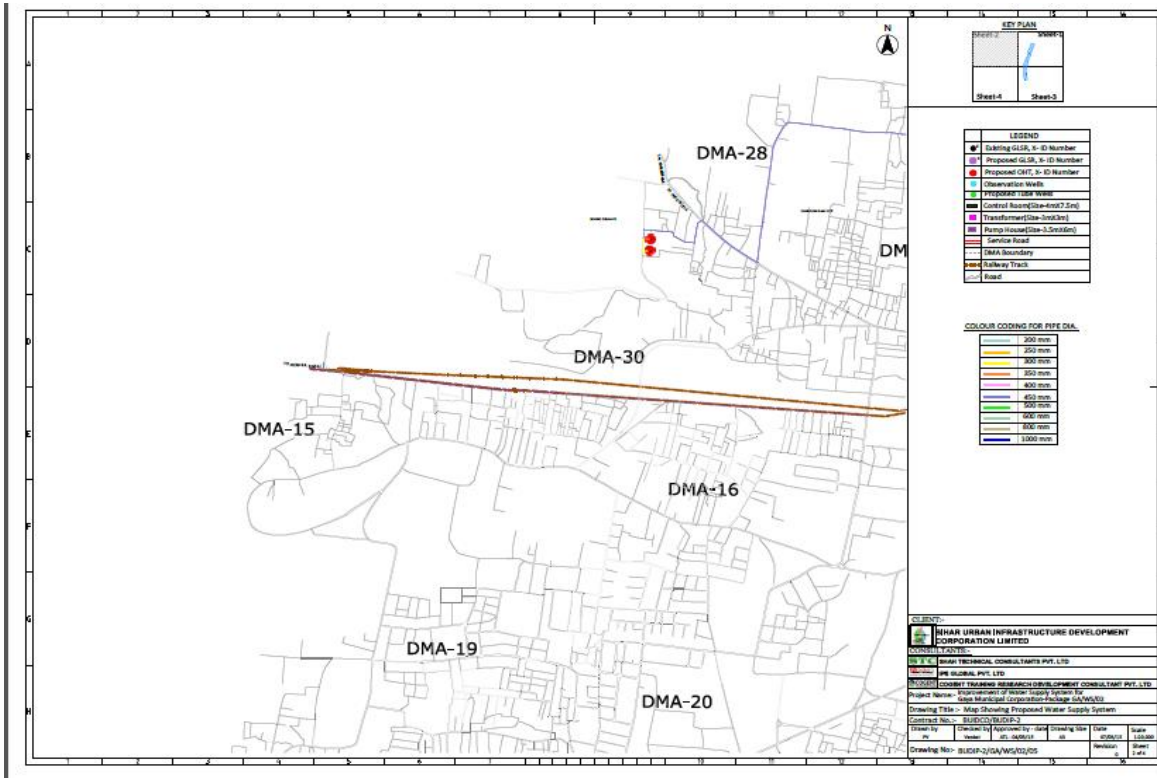 KEY PLAN
Sheet-2
Sheet-1
Sheet-4
Sheet-3
N
DMA-28
DM
DMA-30
DMA-15
DMA-16
DMA-19
DMA-20
LEGEND
Existing GLSR, X- ID Number
Proposed GLSR, X- ID Number
Proposed OHT, X- ID Number
Observation Wells
Proposed Tube Wells
Control Room(Size-4mX7.5m)
Transformer(Size-3mX3m)
Pump House(Size-3.5mX6m)
Service Road
DMA Boundary
Railway Track
Road
COLOUR CODING FOR PIPE DIA.
200 mm
250 mm
300 mm
350 mm
400 mm
450 mm
500 mm
600 mm
800 mm
1000 mm
CLIENT:-
BIHAR URBAN INFRASTRUCTURE DEVELOPMENT
CORPORATION LIMITED
CONSULTANTS:-
SHAH TECHNICAL CONSULTANTS PVT. LTD
IPE GLOBAL PVT. LTD
COGENT TRAINING RESEARCH DEVELOPMENT CONSULTANT PVT. LTD
Project Name:- Improvement of Water Supply System for
Gaya Municipal Corporation-Package GA/WS/02
Drawing Title :- Map Showing Proposed Water Supply System
Contract No.:- BUIDCO/BUDIP-2
Drawn by
Checked by
Approved by - date
Drawing Size
Date
Scale
Drawing No:- BUDIP-2/GA/WS/02/05
Revision
0
Sheet